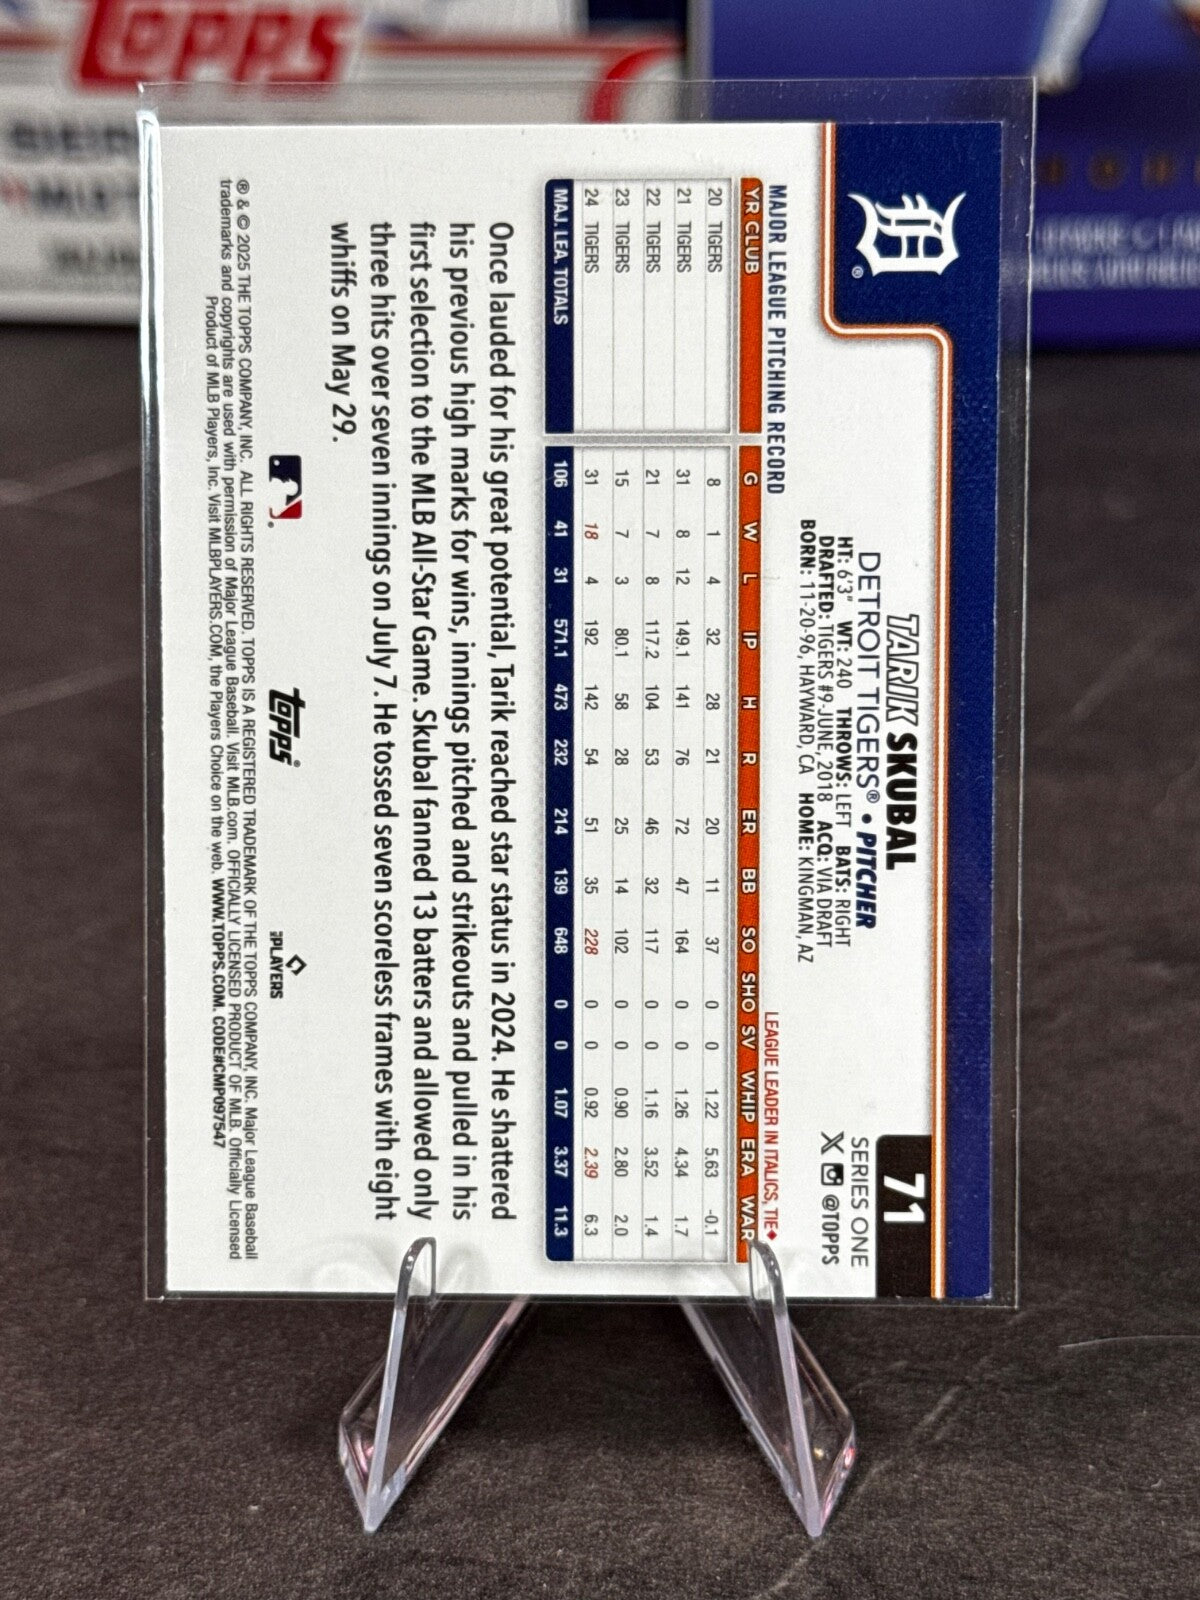 Topps
71
SERIES ONE
@TOPPS
TARIK SKUBAL
DETROIT TIGERS® • PITCHER
HT: 6'3" WT: 240 THROWS: LEFT BATS: RIGHT
DRAFTED: TIGERS #9-JUNE, 2018 ACQ: VIA DRAFT
BORN: 11-20-96, HAYWARD, CA HOME: KINGMAN, AZ
MAJOR LEAGUE PITCHING RECORD
LEAGUE LEADER IN ITALICS, TIE♦
YR CLUB G W L IP H R ER BB SO SHO SV WHIP ERA WAR
20 TIGERS 8 1 4 32 28 21 20 11 37 0 0 1.22 5.63 -0.1
21 TIGERS 31 8 12 149.1 141 76 72 47 164 0 0 1.26 4.34 1.7
22 TIGERS 21 7 8 117.2 104 53 46 32 117 0 0 1.16 3.52 1.4
23 TIGERS 15 7 3 80.1 58 28 25 14 102 0 0 0.90 2.80 2.0
24 TIGERS 31 18 4 192 142 54 51 35 228 0 0 0.92 2.39 6.3
MAJ. LEA. TOTALS 106 41 31 571.1 473 232 214 139 648 0 0 1.07 3.37 11.3
Once lauded for his great potential, Tarik reached star status in 2024. He shattered
his previous high marks for wins, innings pitched and strikeouts and pulled in his
first selection to the MLB All-Star Game. Skubal fanned 13 batters and allowed only
three hits over seven innings on July 7. He tossed seven scoreless frames with eight
whiffs on May 29.
topps®
PLAYERS
® & © 2025 THE TOPPS COMPANY, INC. ALL RIGHTS RESERVED. TOPPS IS A REGISTERED TRADEMARK OF THE TOPPS COMPANY, INC. Major League Baseball
trademarks and copyrights are used with permission of Major League Baseball. Visit MLB.com. OFFICIALLY LICENSED PRODUCT OF MLB. Officially Licensed
Product of MLB Players, Inc. Visit MLBPLAYERS.COM, the Players Choice on the web. WWW.TOPPS.COM. CODE#CMP097547